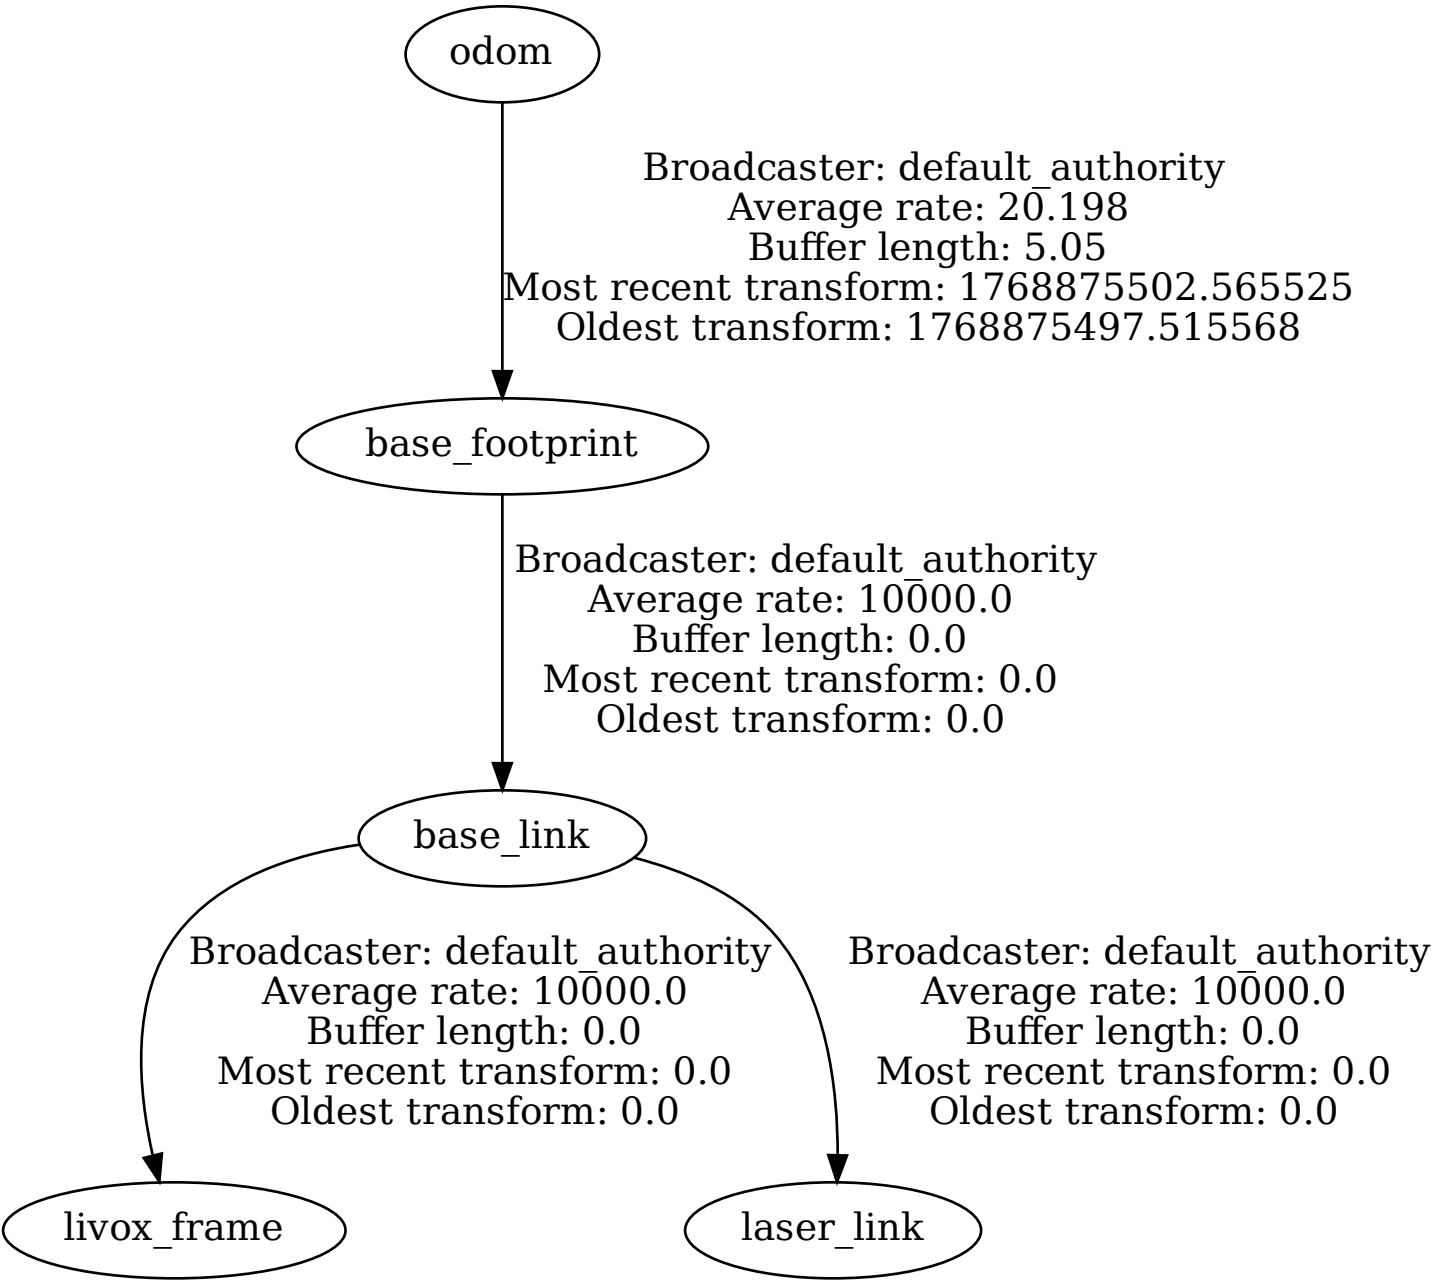 odom
Broadcaster: default_authority
Average rate: 20.198
Buffer length: 5.05
Most recent transform: 1768875502.565525
Oldest transform: 1768875497.515568
base_footprint
Broadcaster: default_authority
Average rate: 10000.0
Buffer length: 0.0
Most recent transform: 0.0
Oldest transform: 0.0
base_link
Broadcaster: default_authority
Average rate: 10000.0
Buffer length: 0.0
Most recent transform: 0.0
Oldest transform: 0.0
Broadcaster: default_authority
Average rate: 10000.0
Buffer length: 0.0
Most recent transform: 0.0
Oldest transform: 0.0
livox_frame
laser_link